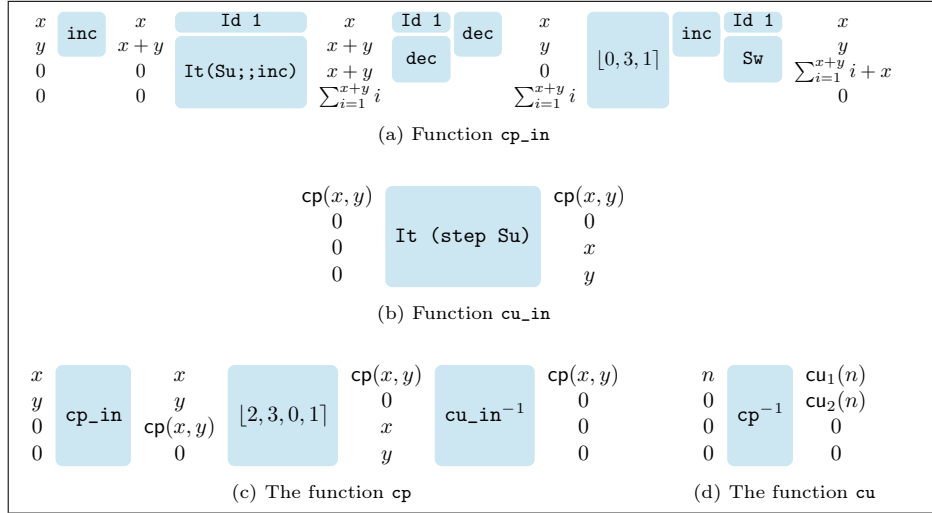 x inc x Id 1 x Id 1 dec x ⌊0, 3, 1⌉ inc Id 1 x
y x + y It(Su;;inc) x + y dec y Sw y
0 0 x + y 0 ∑_{i=1}^{x+y} i + x
0 0 ∑_{i=1}^{x+y} i ∑_{i=1}^{x+y} i 0
(a) Function cp_in
cp(x, y) It (step Su) cp(x, y)
0 0
0 x
0 y
(b) Function cu_in
x cp_in x ⌊2, 3, 0, 1⌉ cp(x, y) cu_in⁻¹ cp(x, y) n cp⁻¹ cu₁(n)
y y 0 0 0 cu₂(n)
0 cp(x, y) x 0 0 0
0 0 y 0 0 0
(c) The function cp (d) The function cu